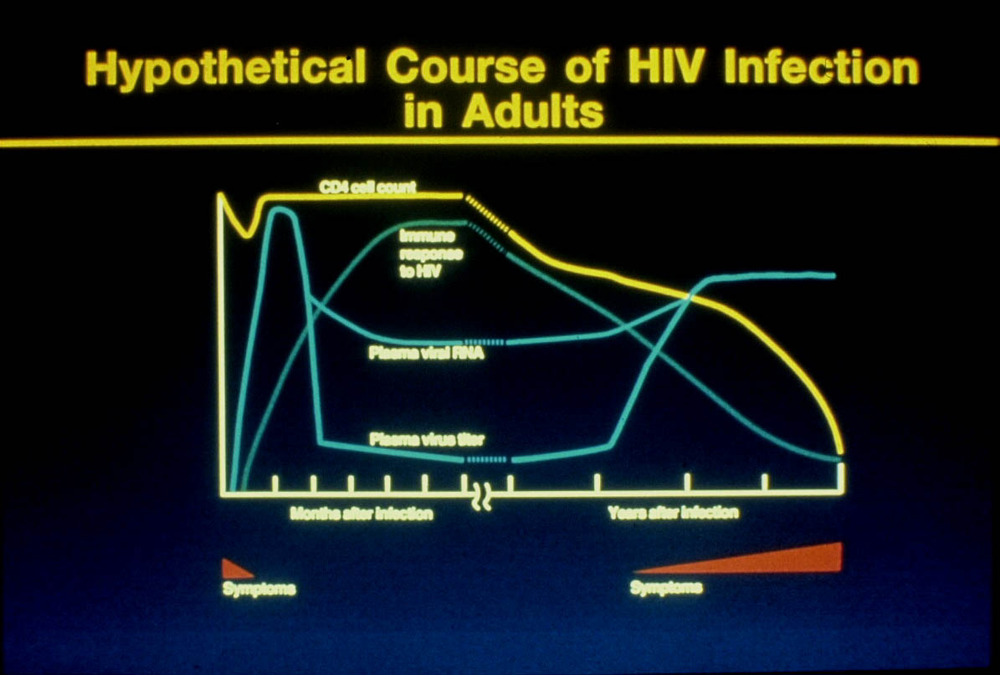 Hypothetical Course of HIV Infection
in Adults
CD4 cell count
Immune
response
to HIV
Plasma viral RNA
Plasma virus titer
Months after infection
Years after infection
Symptoms
Symptoms